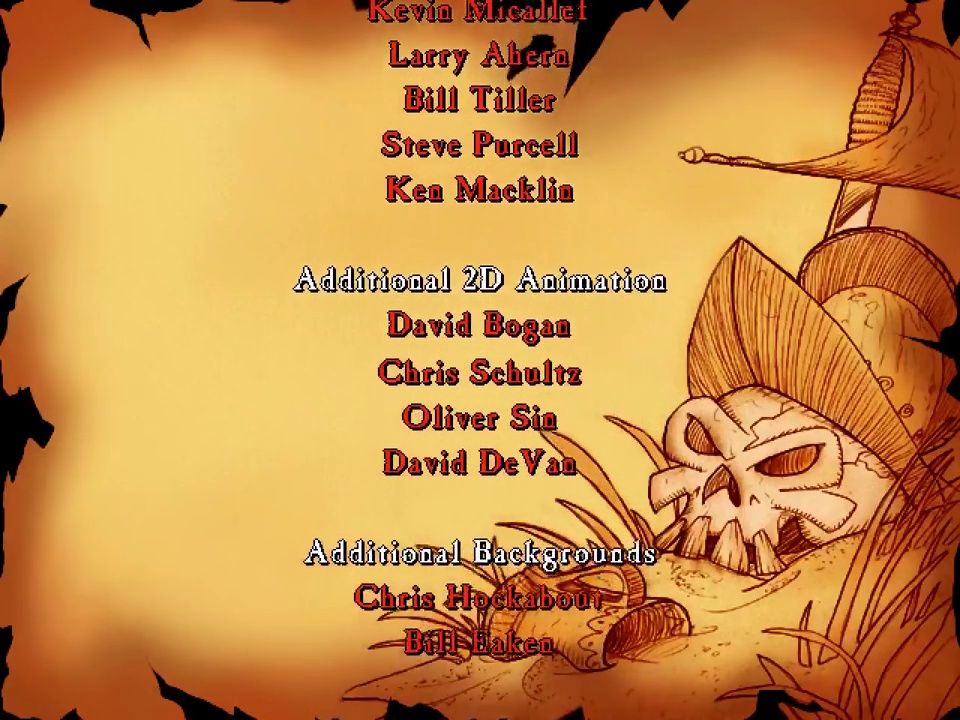 Kevin Micallef
Larry Ahern
Bill Tiller
Steve Purcell
Ken Macklin
Additional 2D Animation
David Bogan
Chris Schultz
Oliver Sin
David DeVan
Additional Backgrounds
Chris Hockabout
Bill Eaken